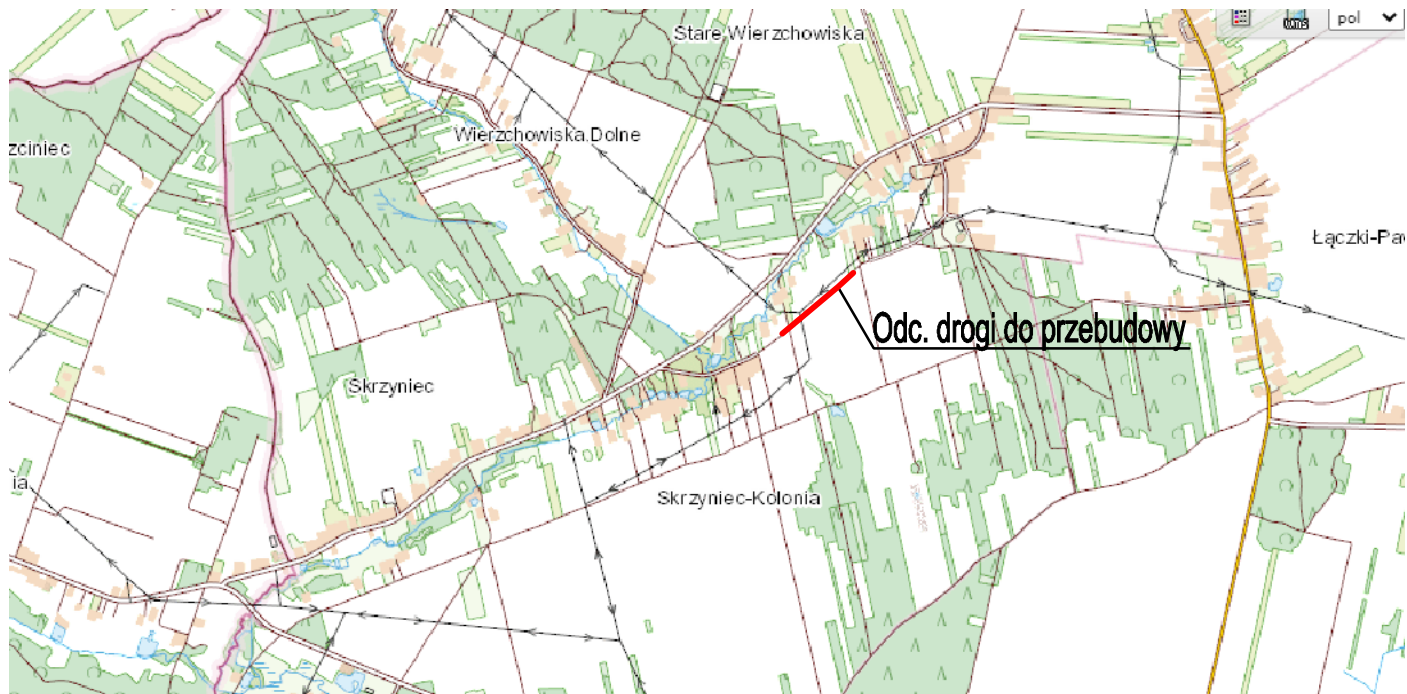 pol
Stare Wierzchowiska
Wierzchowiska Dolne
zciniec
Łączki-Paw
Odc. drogi do przebudowy
Skrzyniec
ia
Skrzyniec-Kolonia